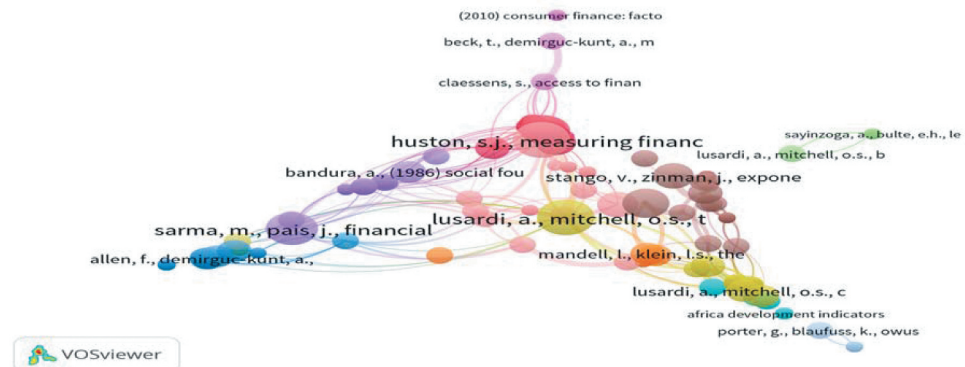 (2010) consumer finance: facto
beck, t., demirguc-kunt, a., m
claessens, s., access to finan
sayinzoga, a., bulte, e.h., le
huston, s.j., measuring financ
lusardi, a., mitchell, o.s., b
bandura, a., (1986) social fou
stango, v., zinman, j., expone
lusardi, a., mitchell, o.s., t
sarma, m., pais, j., financial
mandell, l., klein, l.s., the
allen, f., demirguc-kunt, a.,
lusardi, a., mitchell, o.s., c
africa development indicators
porter, g., blaufuss, k., owus
VOSviewer